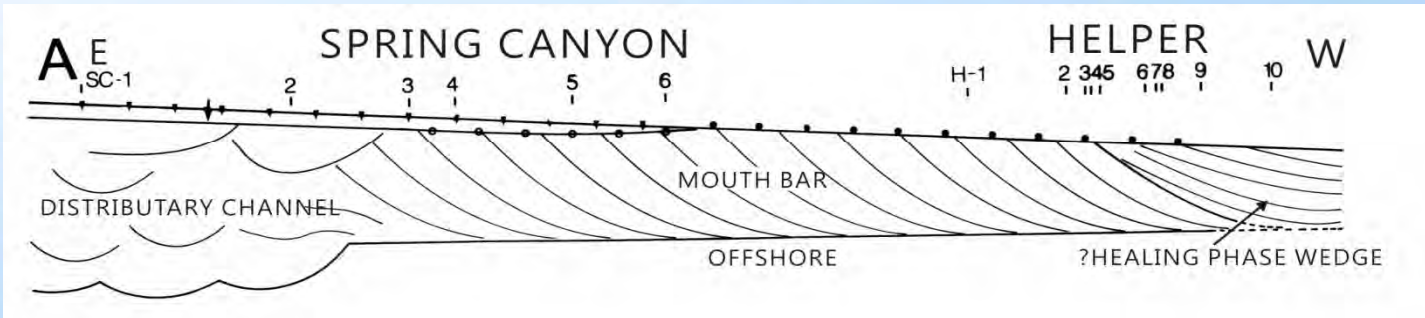 A E SPRING CANYON HELPER W
SC-1 2 3 4 5 6 H-1 2 345 678 9 10
MOUTH BAR
DISTRIBUTARY CHANNEL
OFFSHORE
?HEALING PHASE WEDGE